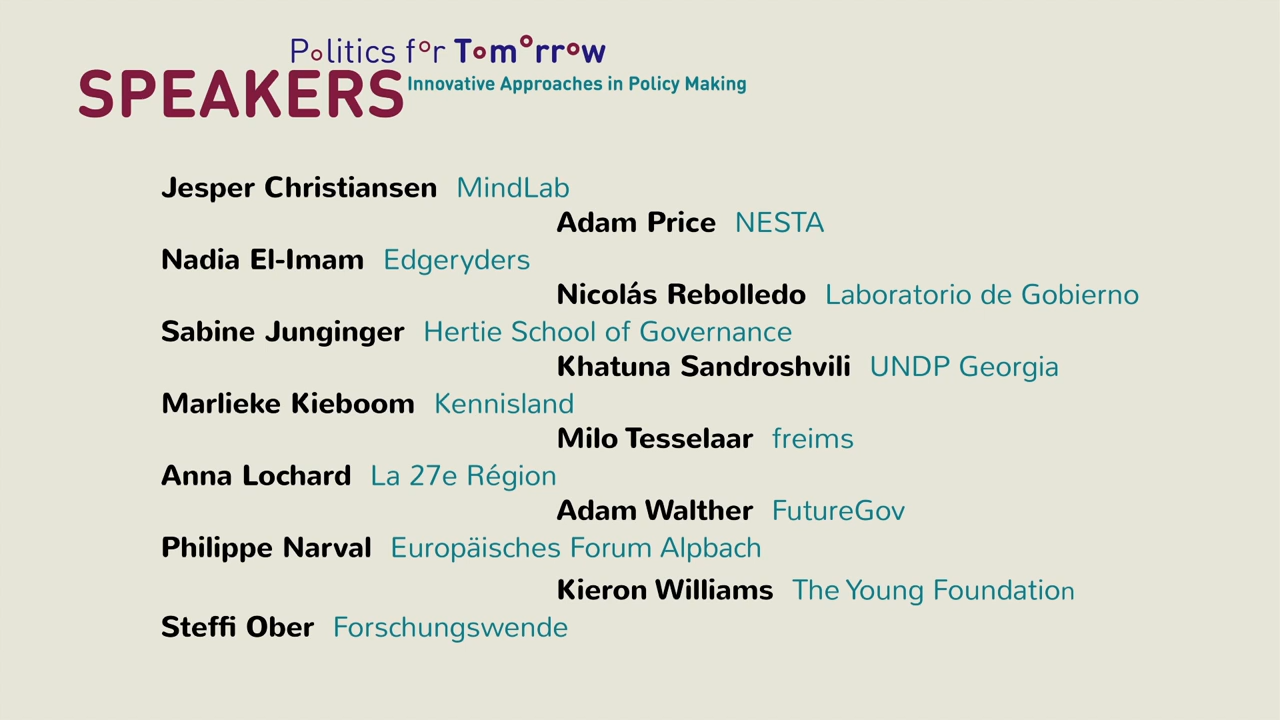 Politics for Tomorrow
SPEAKERS Innovative Approaches in Policy Making
Jesper Christiansen MindLab
Adam Price NESTA
Nadia El-Imam Edgeryders
Nicolás Rebolledo Laboratorio de Gobierno
Sabine Junginger Hertie School of Governance
Khatuna Sandroshvili UNDP Georgia
Marlieke Kieboom Kennisland
Milo Tesselaar freims
Anna Lochard La 27e Région
Adam Walther FutureGov
Philippe Narval Europäisches Forum Alpbach
Kieron Williams The Young Foundation
Steffi Ober Forschungswende